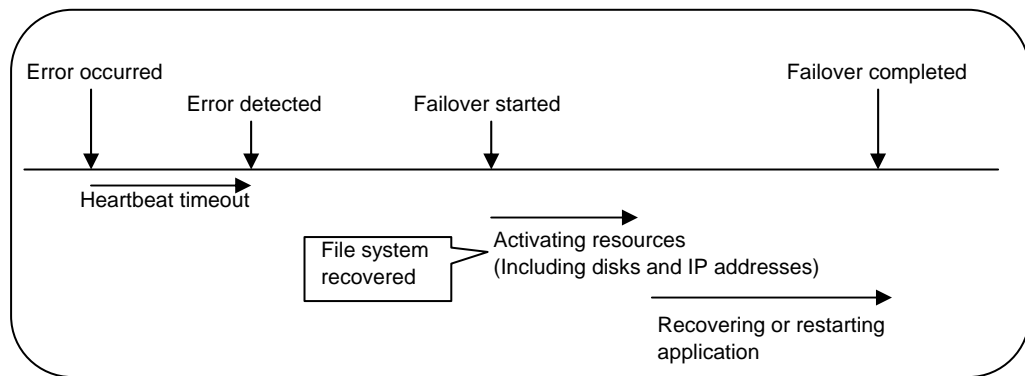 Error occurred
Failover completed
Error detected
Failover started
Heartbeat timeout
File system
recovered
Activating resources
(Including disks and IP addresses)
Recovering or restarting
application